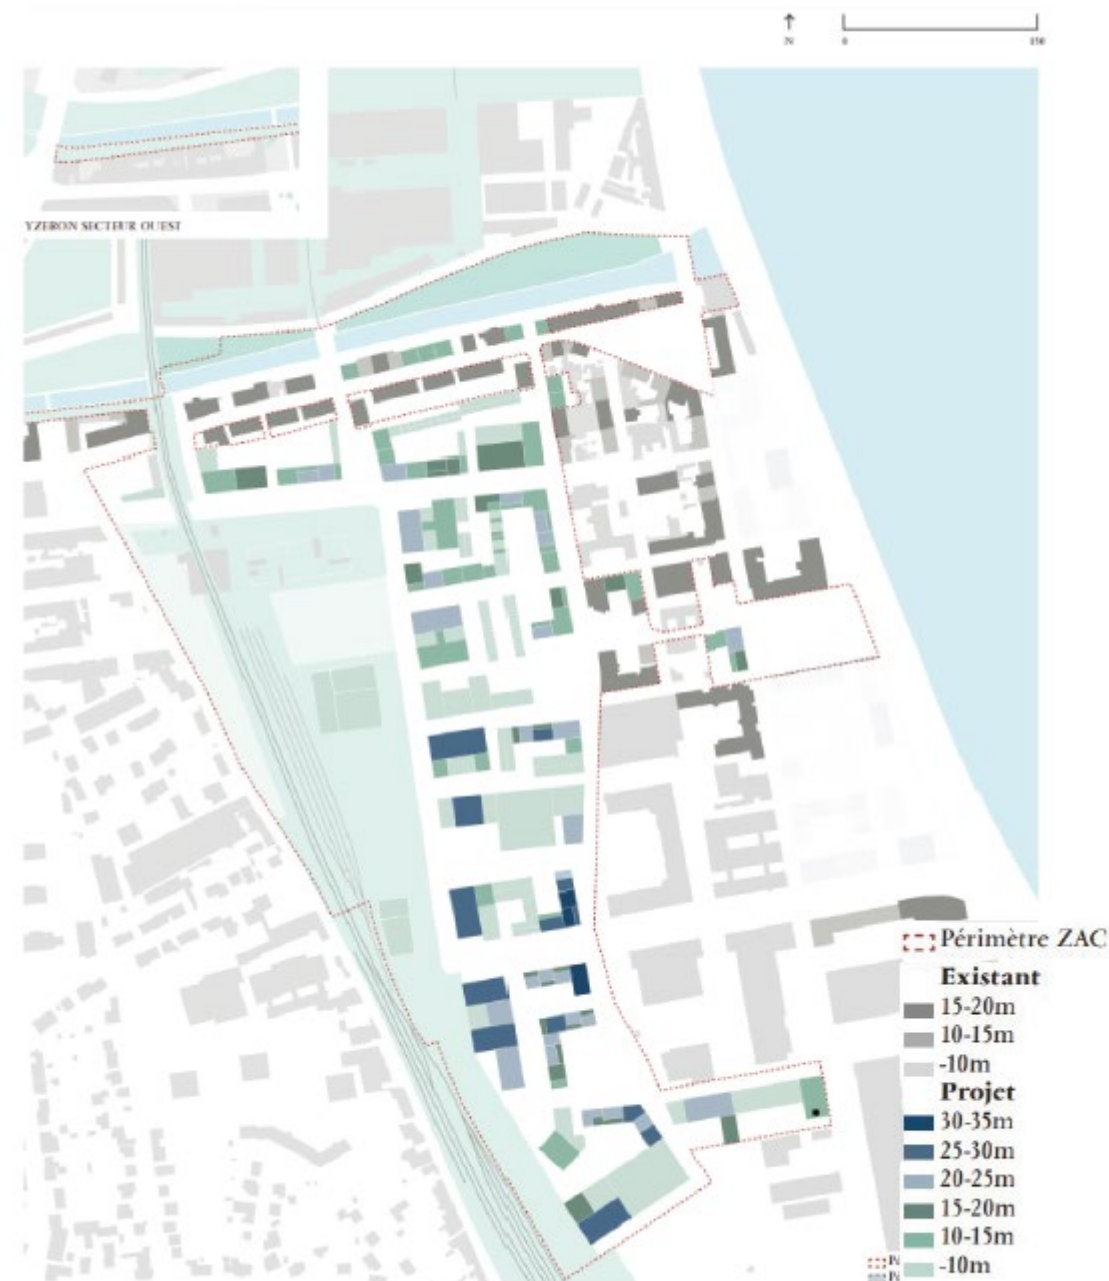 N
0
150
YZERON SECTEUR OUEST
Périmètre ZAC
Existant
15-20m
10-15m
-10m
Projet
30-35m
25-30m
20-25m
15-20m
10-15m
-10m